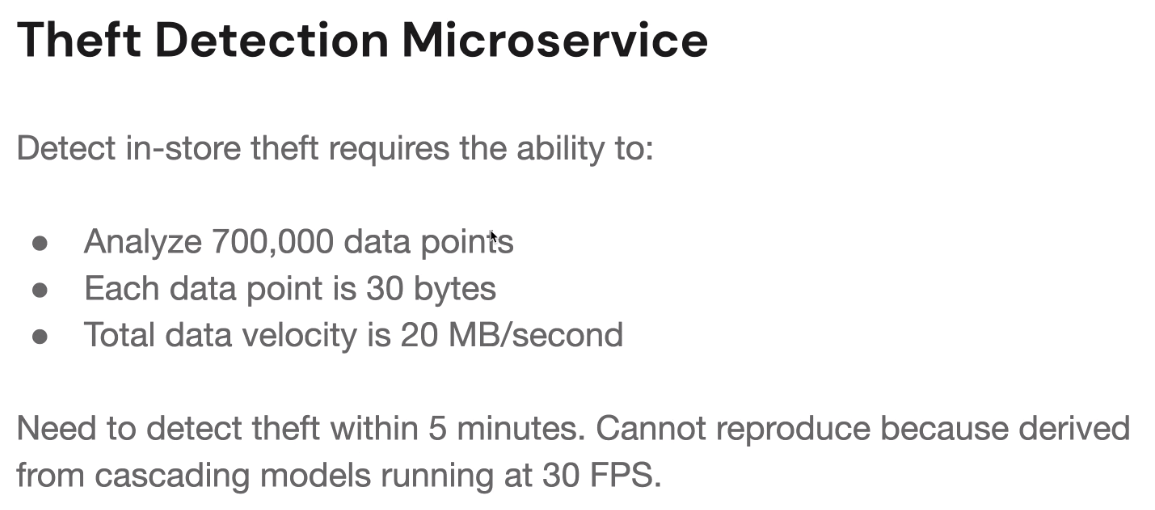 Theft Detection Microservice
Detect in-store theft requires the ability to:
● Analyze 700,000 data points
● Each data point is 30 bytes
● Total data velocity is 20 MB/second
Need to detect theft within 5 minutes. Cannot reproduce because derived
from cascading models running at 30 FPS.